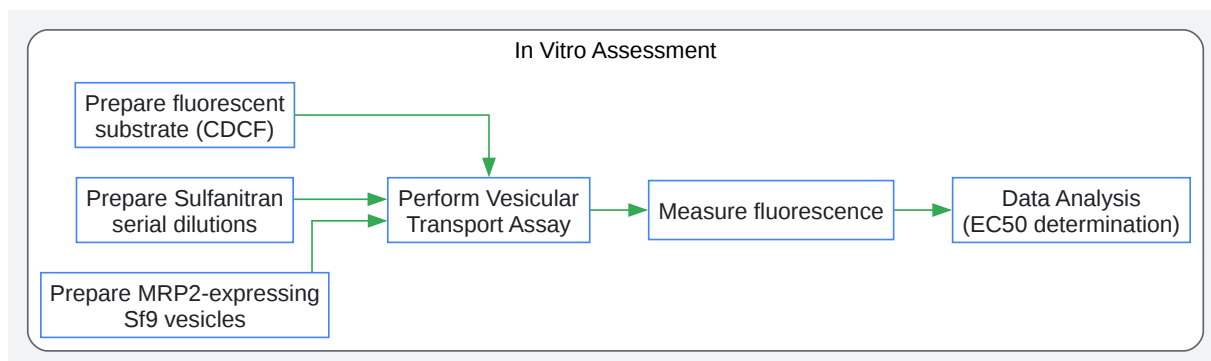 In Vitro Assessment
Prepare fluorescent
substrate (CDCF)
Prepare Sulfanitran
serial dilutions
Prepare MRP2-expressing
Sf9 vesicles
Perform Vesicular
Transport Assay
Measure fluorescence
Data Analysis
(EC50 determination)